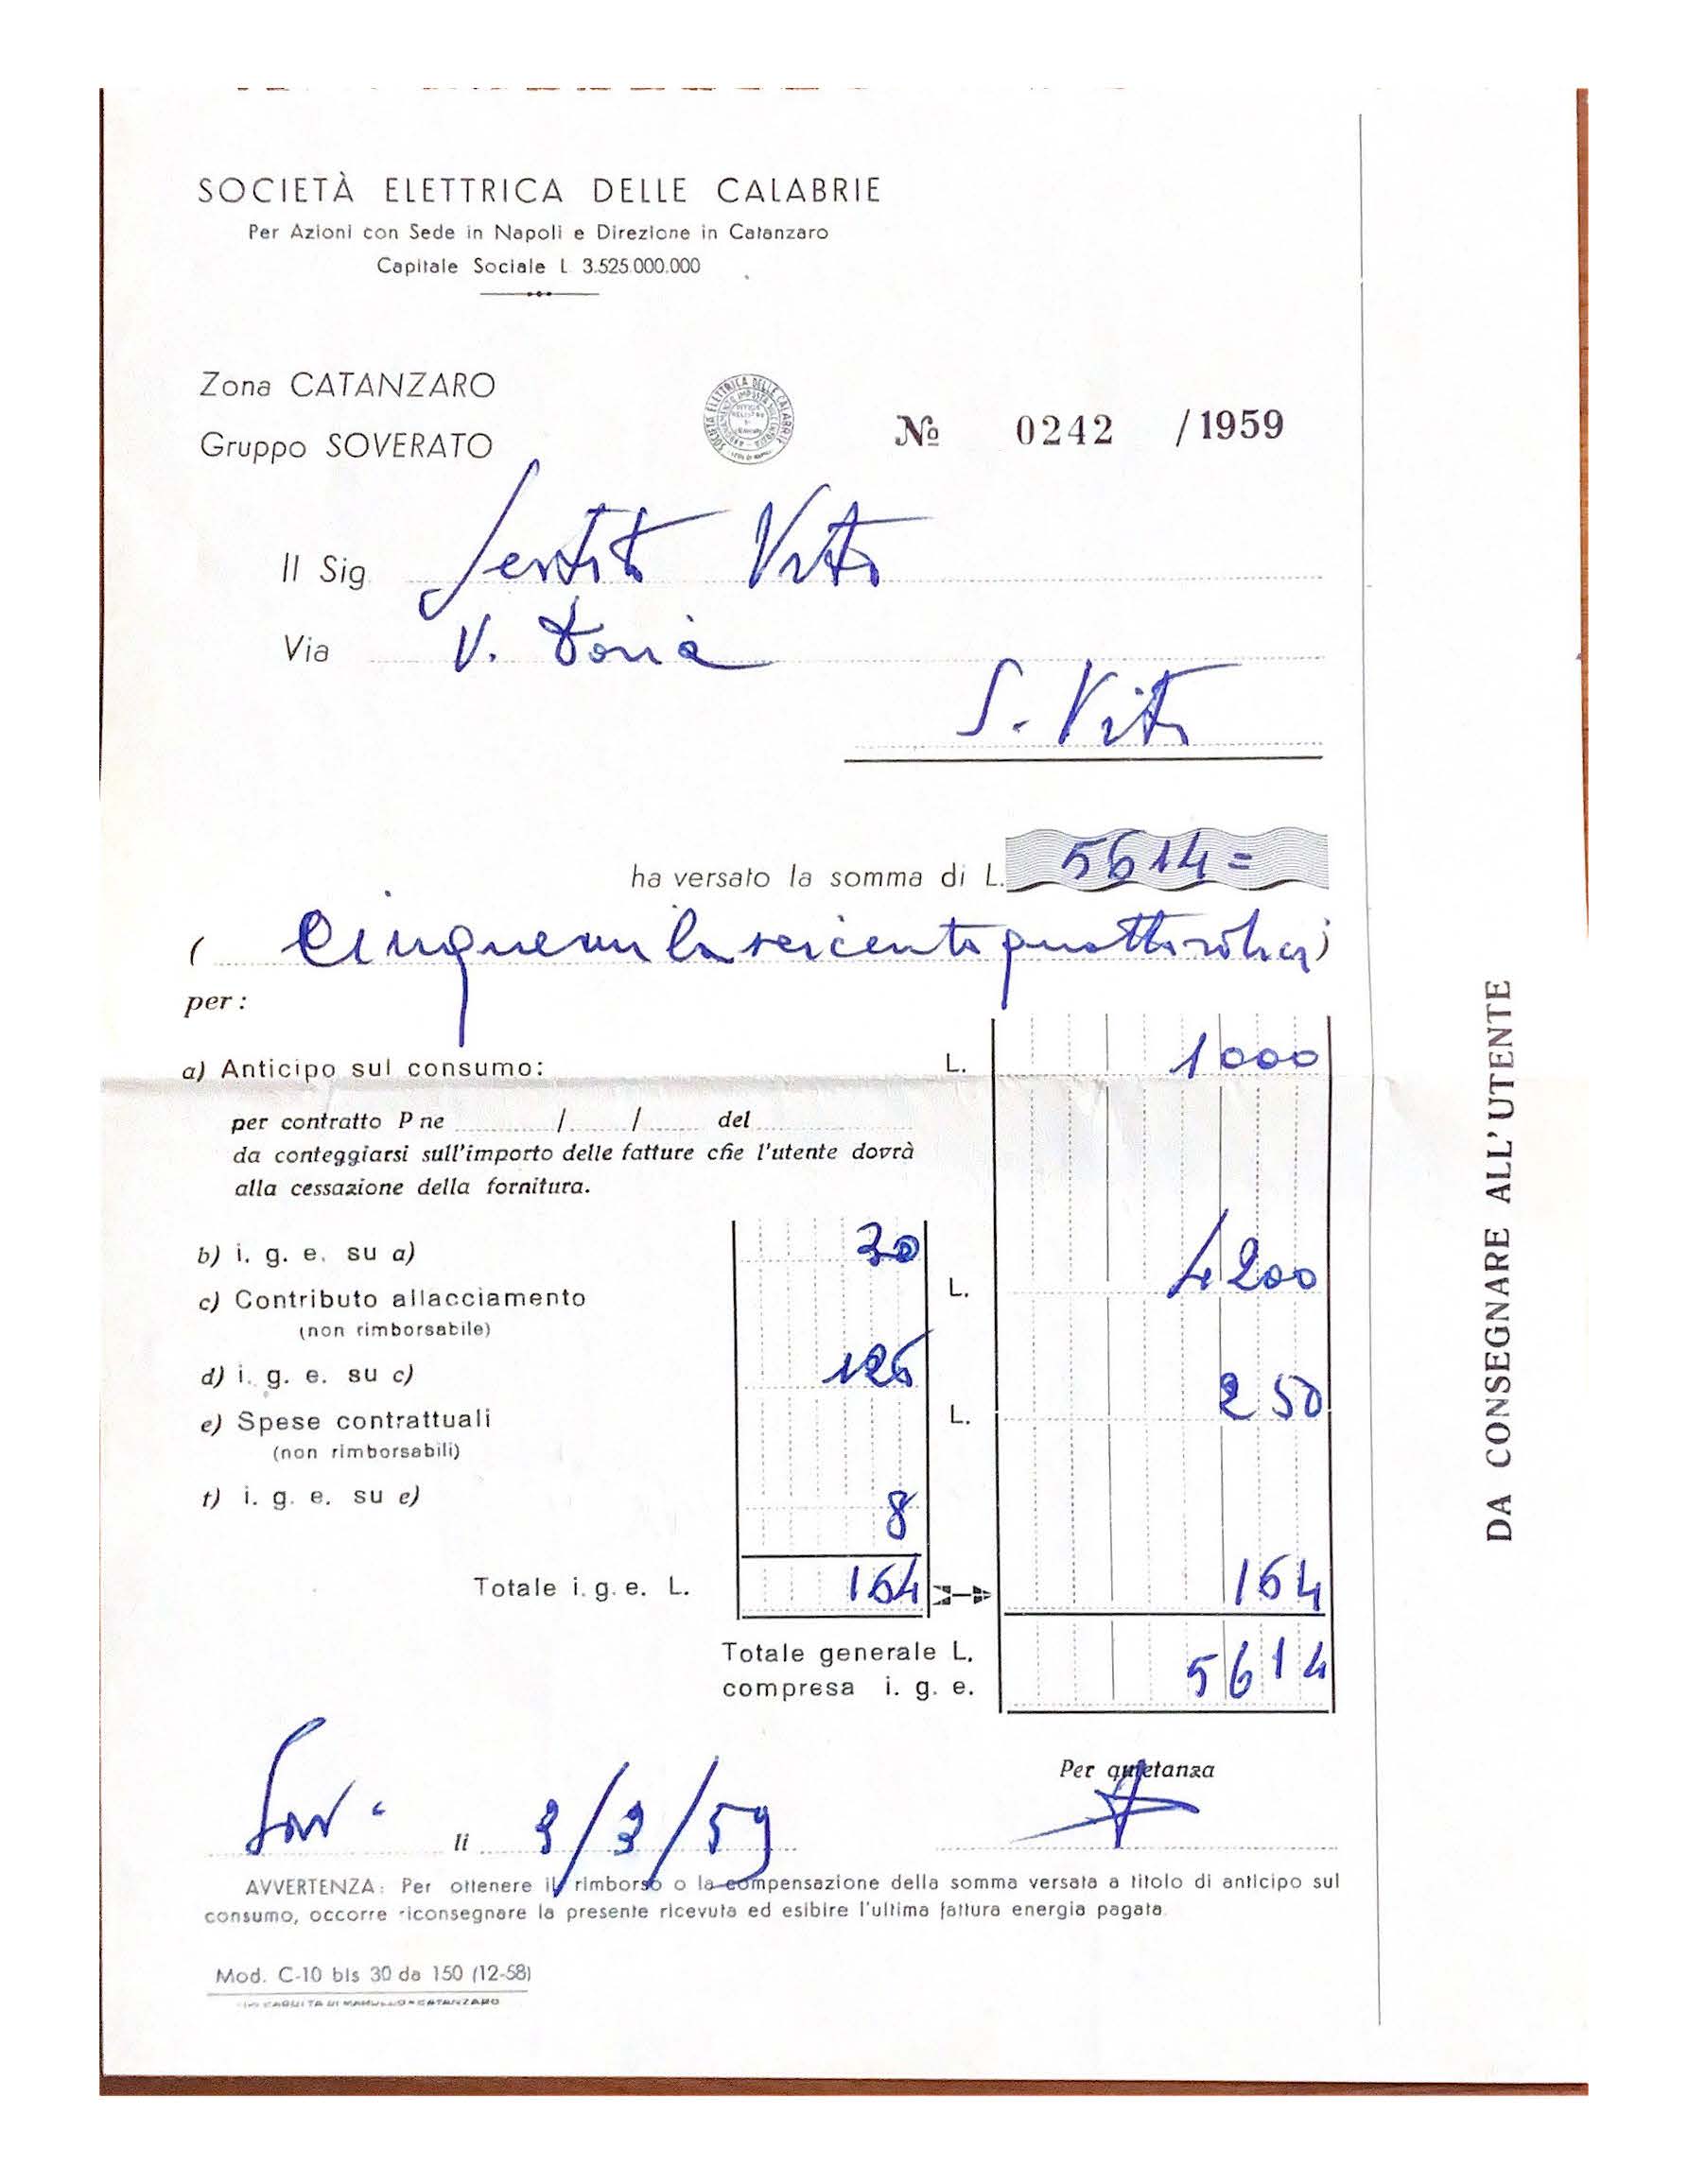 SOCIETÀ ELETTRICA DELLE CALABRIE
Per Azioni con Sede in Napoli e Direzione in Catanzaro
Capitale Sociale L. 3.525.000.000
Zona CATANZARO
Gruppo SOVERATO
SOCIETÀ ELETTRICA DELLE CALABRIE
№ 0242 /1959
Il Sig. Sestito Vito
Via V. Doria
S. Vito
ha versato la somma di L. 5614=
( Cinquemilaseicentoquattordici)
per:
a) Anticipo sul consumo: L. 1000
per contratto P ne / / del
da conteggiarsi sull'importo delle fatture che l'utente dovrà
alla cessazione della fornitura.
b) i. g. e. su a) 30
c) Contributo allacciamento L. 4200
(non rimborsabile)
d) i. g. e. su c) 126
e) Spese contrattuali L. 250
(non rimborsabili)
f) i. g. e. su e) 8
Totale i. g. e. L. 164 164
Totale generale L. 5614
compresa i. g. e.
Per quietanza
Sov. li 3/3/59
AVVERTENZA: Per ottenere il rimborso o la compensazione della somma versata a titolo di anticipo sul
consumo, occorre riconsegnare la presente ricevuta ed esibire l'ultima fattura energia pagata.
Mod. C-10 bis 30 da 150 (12-58)
DA CONSEGNARE ALL'UTENTE